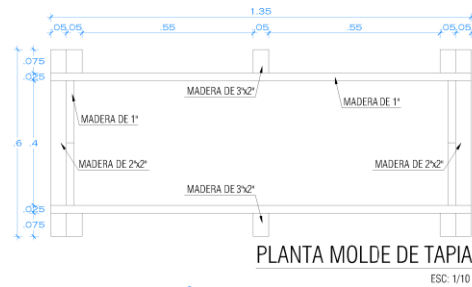 1.35
.05 .05 .55 .05 .55 .05 .05
.075
.025
MADERA DE 3"x2"
MADERA DE 1"
MADERA DE 1"
.6 .4
MADERA DE 2"x2"
MADERA DE 2"x2"
MADERA DE 3"x2"
.025
.075
PLANTA MOLDE DE TAPIA
ESC: 1/10